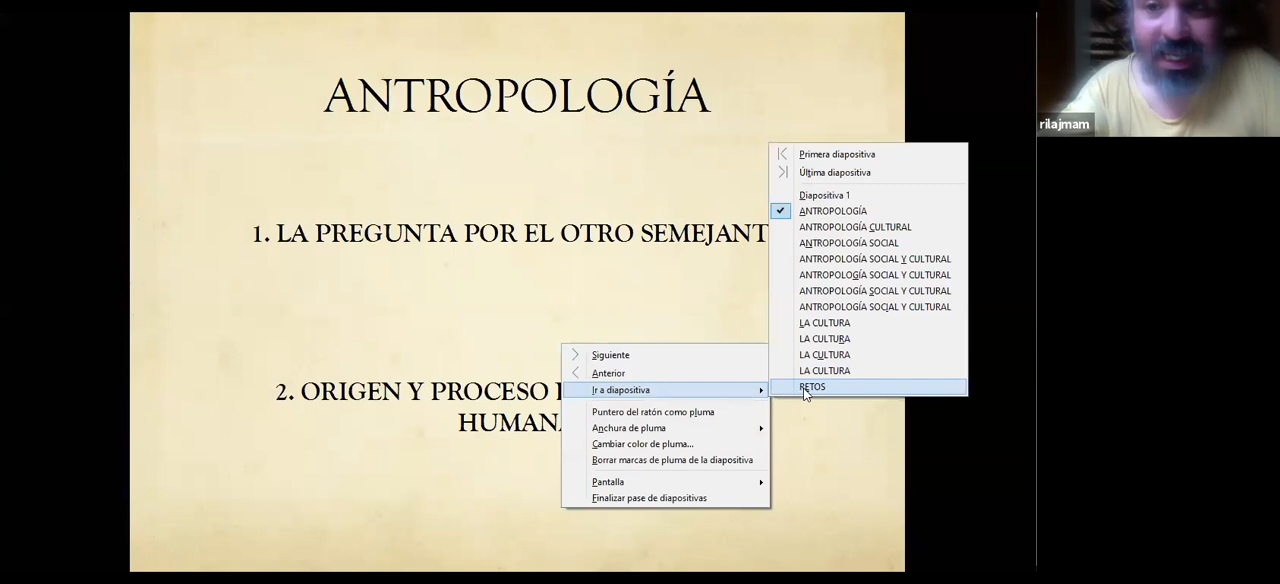 ANTROPOLOGÍA
1. LA PREGUNTA POR EL OTRO SEMEJANT
2. ORIGEN Y PROCESO
HUMAN
Siguiente
Anterior
Ir a diapositiva
Puntero del ratón como pluma
Anchura de pluma
Cambiar color de pluma...
Borrar marcas de pluma de la diapositiva
Pantalla
Finalizar pase de diapositivas
Primera diapositiva
Última diapositiva
Diapositiva 1
ANTROPOLOGÍA
ANTROPOLOGÍA CULTURAL
ANTROPOLOGÍA SOCIAL
ANTROPOLOGÍA SOCIAL Y CULTURAL
ANTROPOLOGÍA SOCIAL Y CULTURAL
ANTROPOLOGÍA SOCIAL Y CULTURAL
ANTROPOLOGÍA SOCIAL Y CULTURAL
LA CULTURA
LA CULTURA
LA CULTURA
LA CULTURA
RETOS
rilajmam